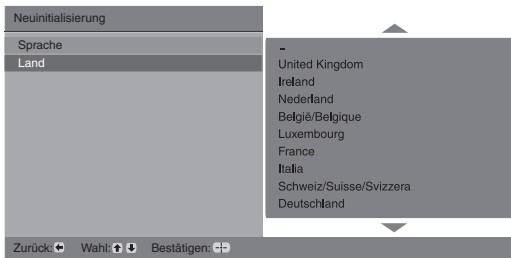 Neuinitialisierung
Sprache
Land
-
United Kingdom
Ireland
Nederland
België/Belgique
Luxembourg
France
Italia
Schweiz/Suisse/Svizzera
Deutschland
Zurück: Wahl: Bestätigen: